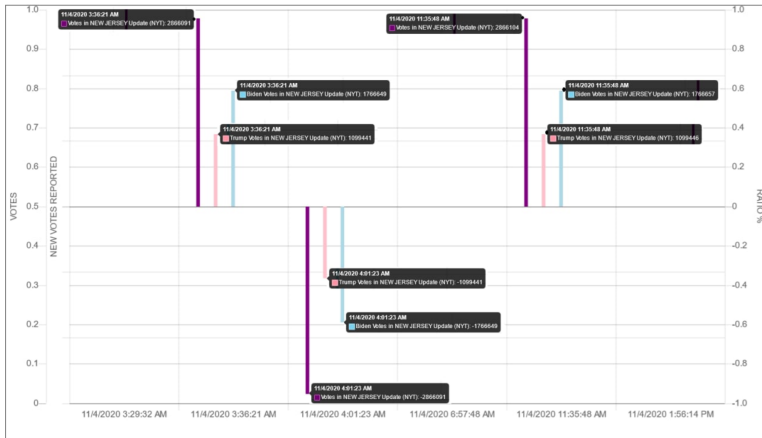 1.0
0.9
0.8
0.7
0.6
0.5
0.4
0.3
0.2
0.1
0
VOTES
NEW VOTES REPORTED
11/4/2020 3:36:21 AM
Votes in NEW JERSEY Update (NYT): 2866091
11/4/2020 3:36:21 AM
Biden Votes in NEW JERSEY Update (NYT): 1766649
11/4/2020 3:36:21 AM
Trump Votes in NEW JERSEY Update (NYT): 1099441
11/4/2020 4:01:23 AM
Trump Votes in NEW JERSEY Update (NYT): -1099441
11/4/2020 4:01:23 AM
Biden Votes in NEW JERSEY Update (NYT): -1766649
11/4/2020 4:01:23 AM
Votes in NEW JERSEY Update (NYT): -2866091
11/4/2020 11:35:48 AM
Votes in NEW JERSEY Update (NYT): 2866104
11/4/2020 11:35:48 AM
Biden Votes in NEW JERSEY Update (NYT): 1766657
11/4/2020 11:35:48 AM
Trump Votes in NEW JERSEY Update (NYT): 1099446
1.0
0.8
0.6
0.4
0.2
0
-0.2
-0.4
-0.6
-0.8
-1.0
RATIO %
11/4/2020 3:29:32 AM
11/4/2020 3:36:21 AM
11/4/2020 4:01:23 AM
11/4/2020 6:57:48 AM
11/4/2020 11:35:48 AM
11/4/2020 1:56:14 PM